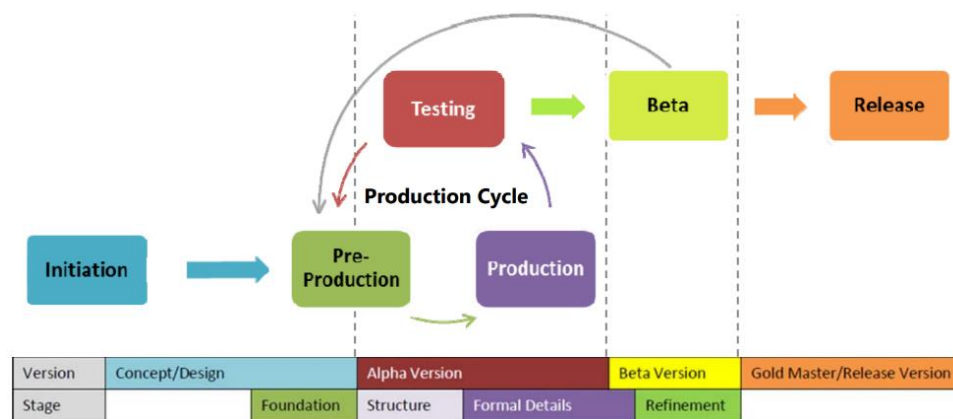 Testing
Beta
Release
Production Cycle
Initiation
Pre-
Production
Production
Version Concept/Design Alpha Version Beta Version Gold Master/Release Version
Stage Foundation Structure Formal Details Refinement